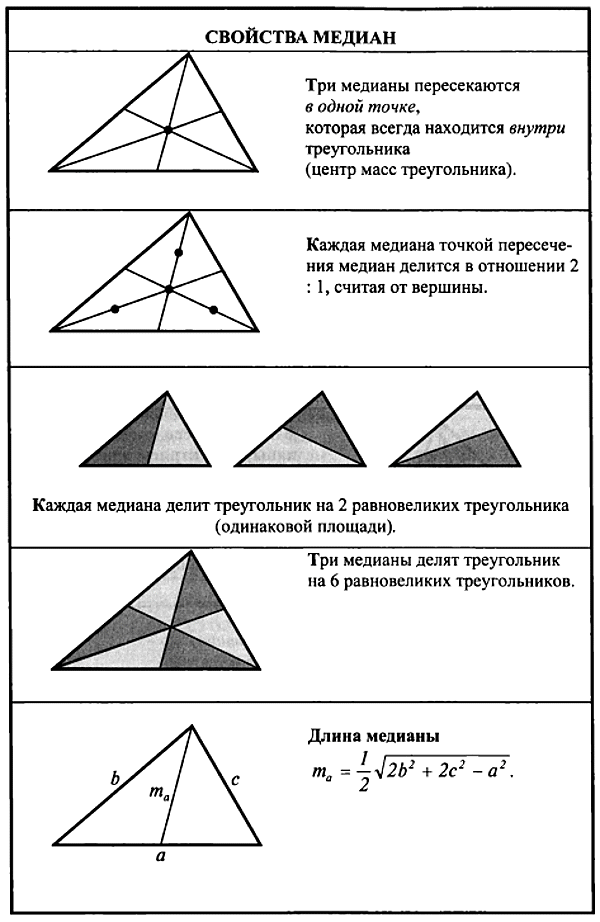 СВОЙСТВА МЕДИАН
Три медианы пересекаются
в одной точке,
которая всегда находится внутри
треугольника
(центр масс треугольника).
Каждая медиана точкой пересече-
ния медиан делится в отношении 2
: 1, считая от вершины.
Каждая медиана делит треугольник на 2 равновеликих треугольника
(одинаковой площади).
Три медианы делят треугольник
на 6 равновеликих треугольников.
b
mₐ
c
a
Длина медианы
mₐ = 1/2 √(2b² + 2c² − a²).